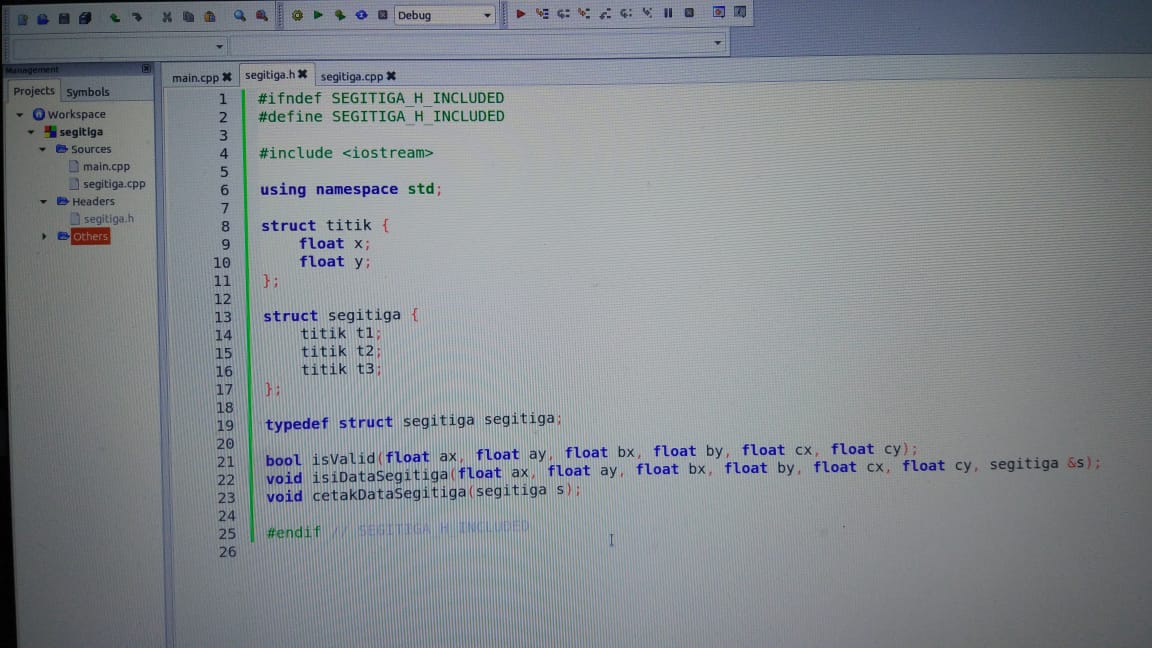 Debug
Management
main.cpp segitiga.h segitiga.cpp
Projects Symbols
Workspace
segitiga
Sources
main.cpp
segitiga.cpp
Headers
segitiga.h
Others
1 #ifndef SEGITIGA_H_INCLUDED
2 #define SEGITIGA_H_INCLUDED
3
4 #include <iostream>
5
6 using namespace std;
7
8 struct titik {
9 float x;
10 float y;
11 };
12
13 struct segitiga {
14 titik t1;
15 titik t2;
16 titik t3;
17 };
18
19 typedef struct segitiga segitiga;
20
21 bool isValid(float ax, float ay, float bx, float by, float cx, float cy);
22 void isiDataSegitiga(float ax, float ay, float bx, float by, float cx, float cy, segitiga &s);
23 void cetakDataSegitiga(segitiga s);
24
25 #endif // SEGITIGA_H_INCLUDED
26